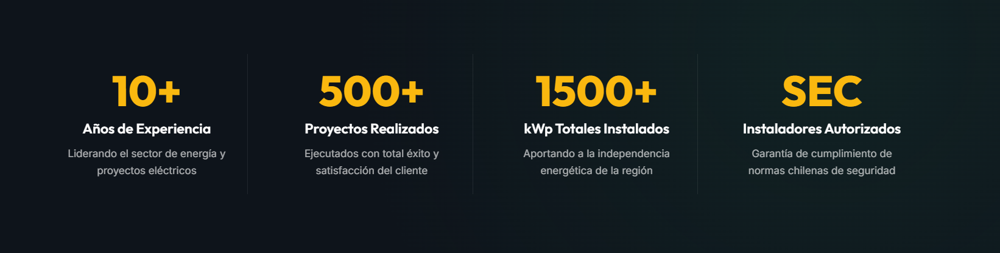 10+
Años de Experiencia
Liderando el sector de energía y
proyectos eléctricos
500+
Proyectos Realizados
Ejecutados con total éxito y
satisfacción del cliente
1500+
kWp Totales Instalados
Aportando a la independencia
energética de la región
SEC
Instaladores Autorizados
Garantía de cumplimiento de
normas chilenas de seguridad